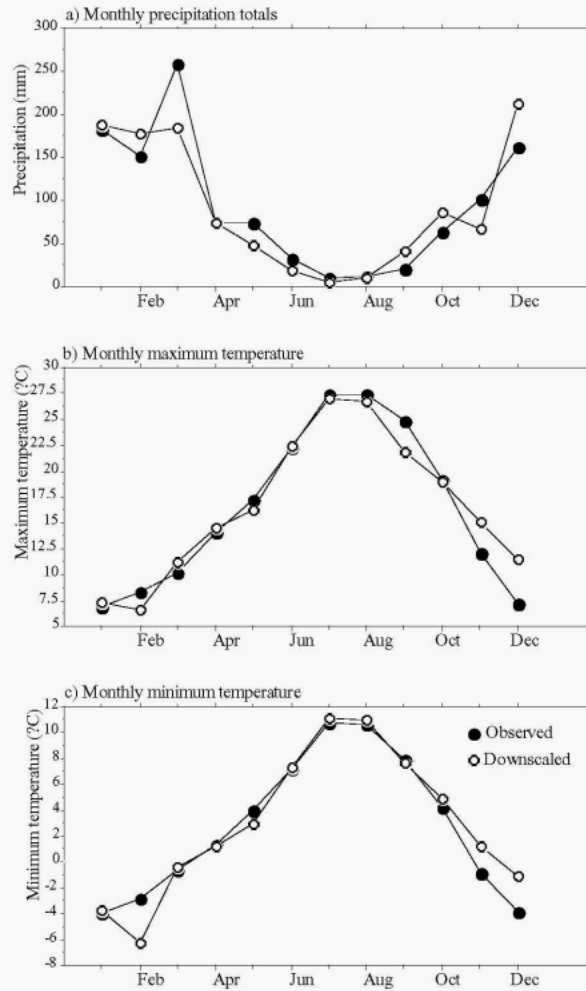 a) Monthly precipitation totals
300
250
200
150
100
50
0
Precipitation (mm)
Feb Apr Jun Aug Oct Dec
b) Monthly maximum temperature
30
27.5
25
22.5
20
17.5
15
12.5
10
7.5
5
Maximum temperature (?C)
Feb Apr Jun Aug Oct Dec
c) Monthly minimum temperature
12
10
8
6
4
2
0
-2
-4
-6
-8
Minimum temperature (?C)
Observed
Downscaled
Feb Apr Jun Aug Oct Dec